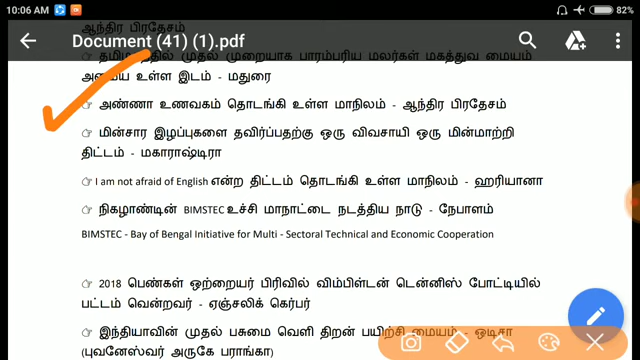 10:06 AM
82%
ஆந்திர பிரதேசம்
Document (41) (1).pdf
☞ தமிழகத்தில் முதல் முறையாக பாரம்பரிய மலர்கள் மகத்துவ மையம்
அமைய உள்ள இடம் - மதுரை
☞ அண்ணா உணவகம் தொடங்கி உள்ள மாநிலம் - ஆந்திர பிரதேசம்
☞ மின்சார இழப்புகளை தவிர்ப்பதற்கு ஒரு விவசாயி ஒரு மின்மாற்றி
திட்டம் - மகாராஷ்டிரா
☞ I am not afraid of English என்ற திட்டம் தொடங்கி உள்ள மாநிலம் - ஹரியானா
☞ நிகழாண்டின் BIMSTEC உச்சி மாநாட்டை நடத்திய நாடு - நேபாளம்
BIMSTEC - Bay of Bengal Initiative for Multi - Sectoral Technical and Economic Cooperation
☞ 2018 பெண்கள் ஒற்றையர் பிரிவில் விம்பிள்டன் டென்னிஸ் போட்டியில்
பட்டம் வென்றவர் - ஏஞ்சலிக் கெர்பர்
☞ இந்தியாவின் முதல் பசுமை வெளி திறன் பயிற்சி மையம் - ஒடிசா
(புவனேஸ்வர் அருகே பராங்கா)